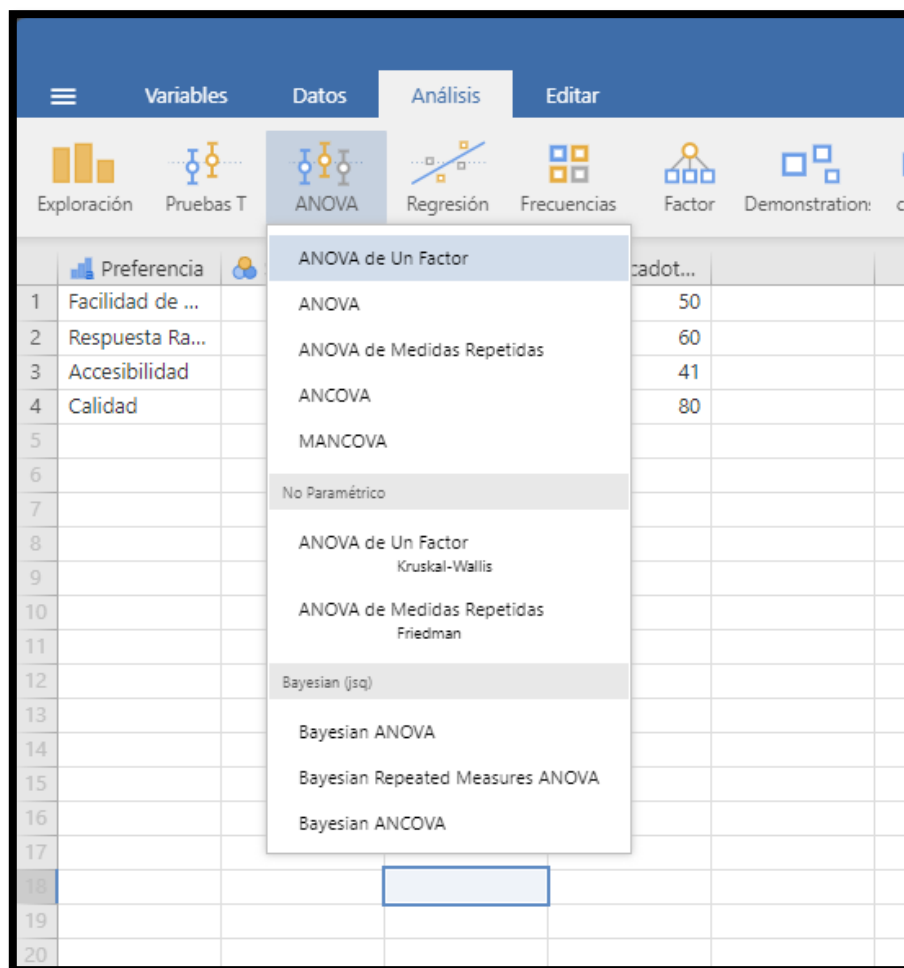 Variables Datos Análisis Editar
Exploración Pruebas T ANOVA Regresión Frecuencias Factor Demonstration
Preferencia cadot...
1 Facilidad de ... 50
2 Respuesta Ra... 60
3 Accesibilidad 41
4 Calidad 80
5
6
7
8
9
10
11
12
13
14
15
16
17
18
19
20
ANOVA de Un Factor
ANOVA
ANOVA de Medidas Repetidas
ANCOVA
MANCOVA
No Paramétrico
ANOVA de Un Factor
Kruskal-Wallis
ANOVA de Medidas Repetidas
Friedman
Bayesian (jsq)
Bayesian ANOVA
Bayesian Repeated Measures ANOVA
Bayesian ANCOVA